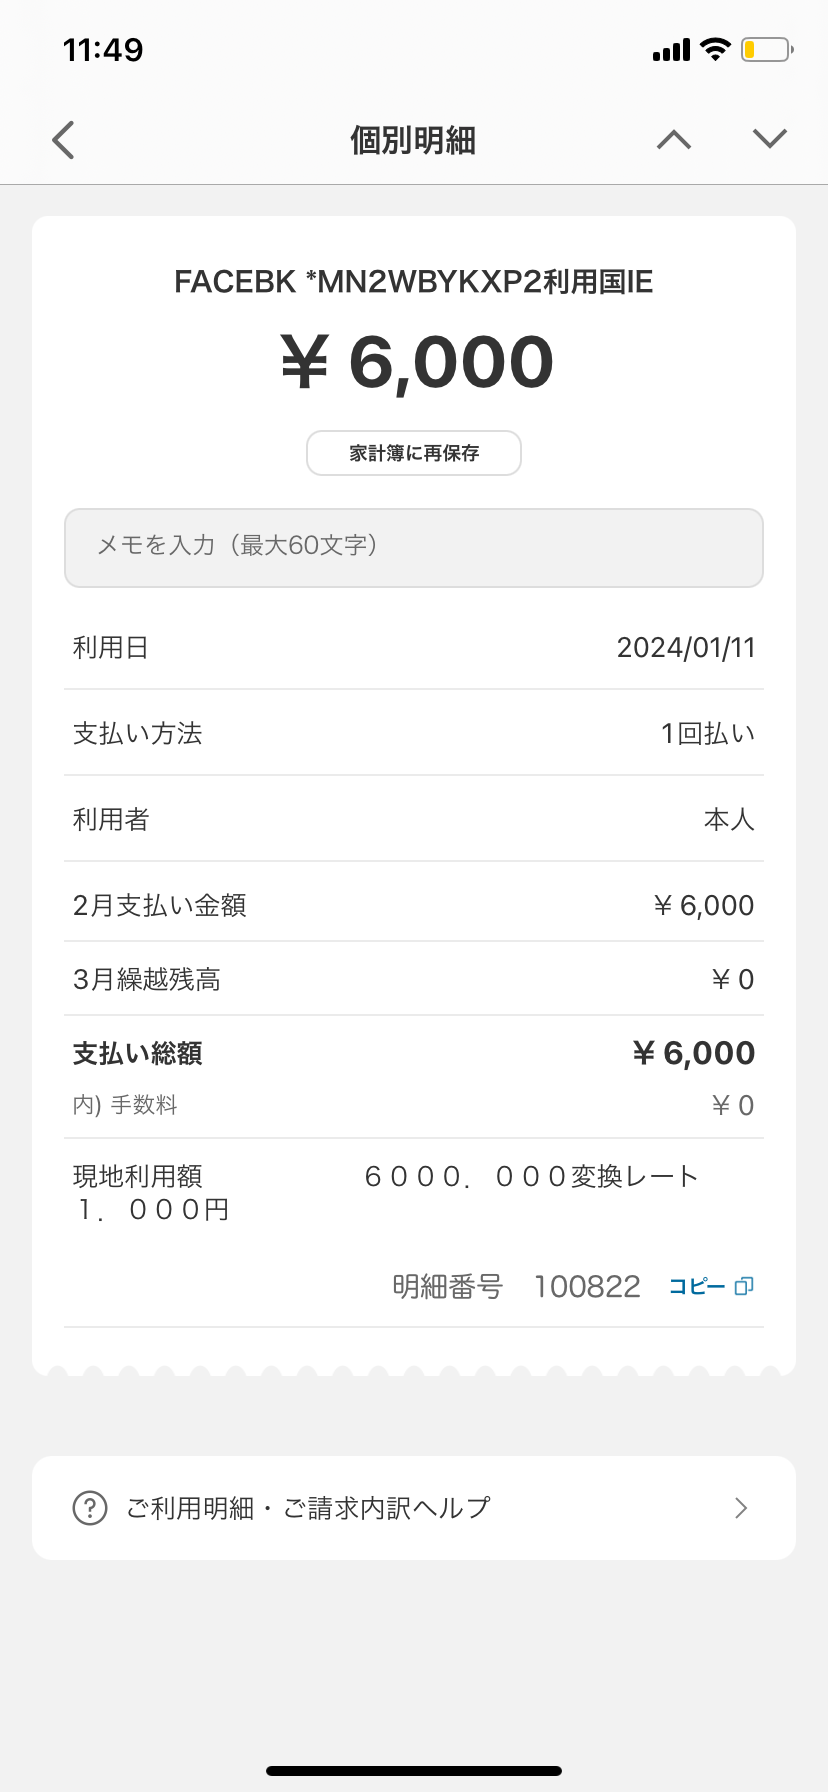 11:49
個別明細
FACEBK *MN2WBYKXP2利用国IE
¥ 6,000
家計簿に再保存
メモを入力（最大60文字）
利用日 2024/01/11
支払い方法 1回払い
利用者 本人
2月支払い金額 ¥ 6,000
3月繰越残高 ¥ 0
支払い総額 ¥ 6,000
内) 手数料 ¥ 0
現地利用額 ６０００．０００変換レート
１．０００円
明細番号 100822 コピー
ご利用明細・ご請求内訳ヘルプ